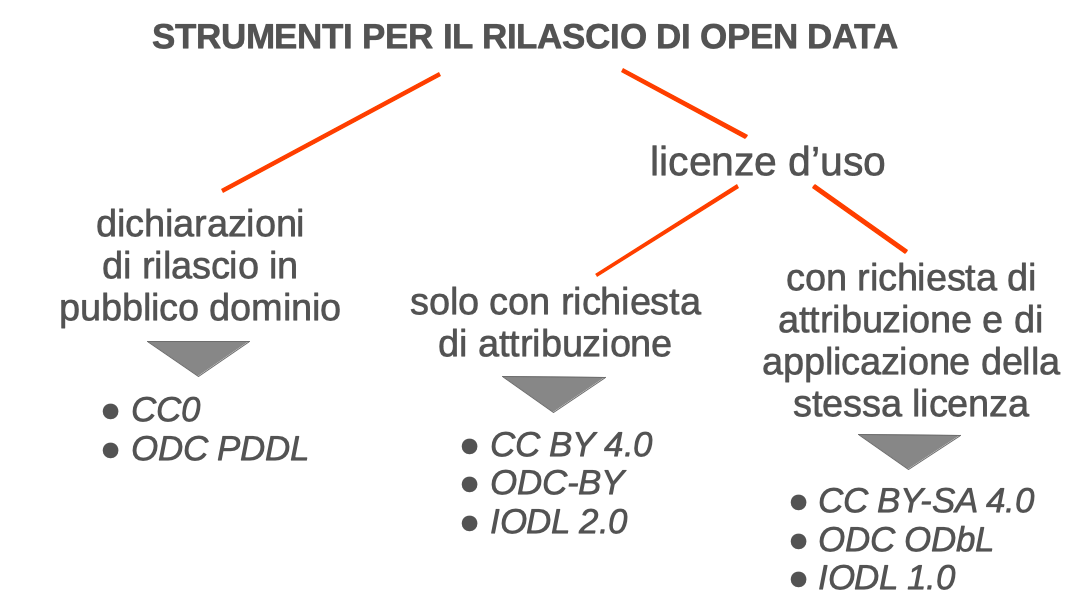 STRUMENTI PER IL RILASCIO DI OPEN DATA
licenze d’uso
dichiarazioni
di rilascio in
pubblico dominio
● CC0
● ODC PDDL
solo con richiesta
di attribuzione
● CC BY 4.0
● ODC-BY
● IODL 2.0
con richiesta di
attribuzione e di
applicazione della
stessa licenza
● CC BY-SA 4.0
● ODC ODbL
● IODL 1.0